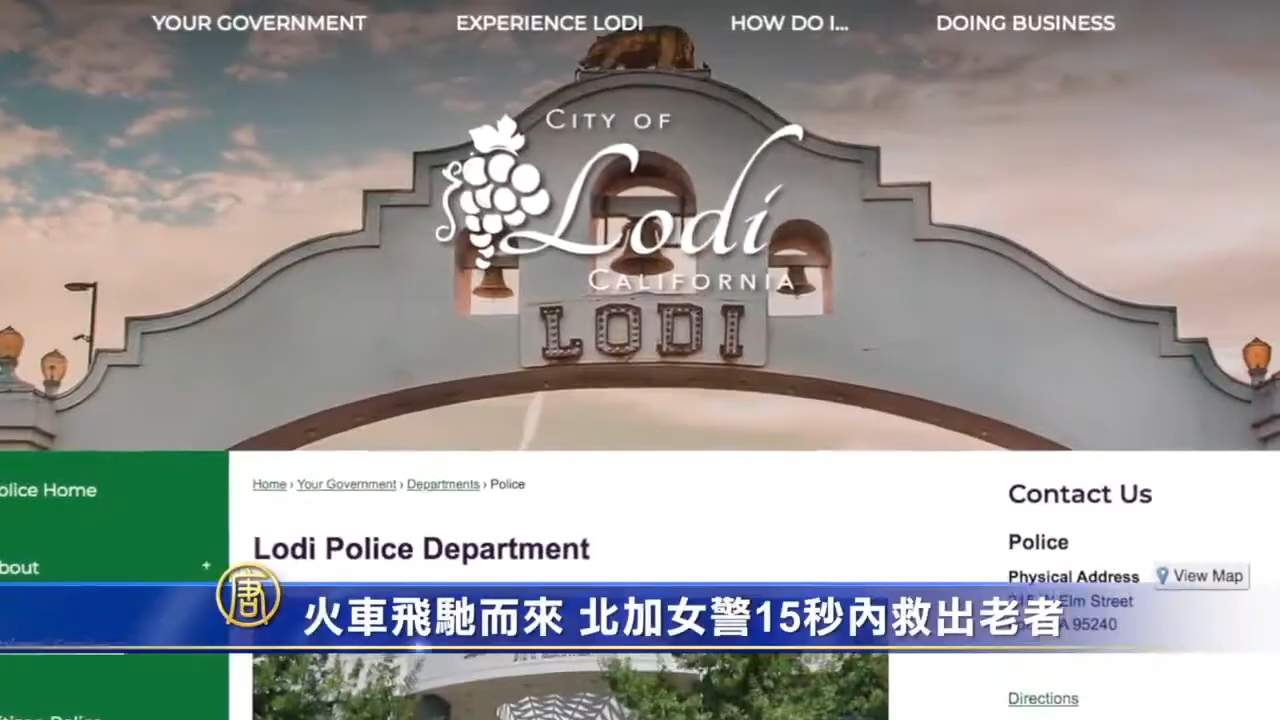 YOUR GOVERNMENT EXPERIENCE LODI HOW DO I... DOING BUSINESS
CITY OF
Lodi
CALIFORNIA
LODI
olice Home
bout +
Home › Your Government › Departments › Police
Lodi Police Department
Contact Us
Police
Physical Address View Map
Elm Street
95240
Directions
唐
火車飛馳而來 北加女警15秒內救出老者